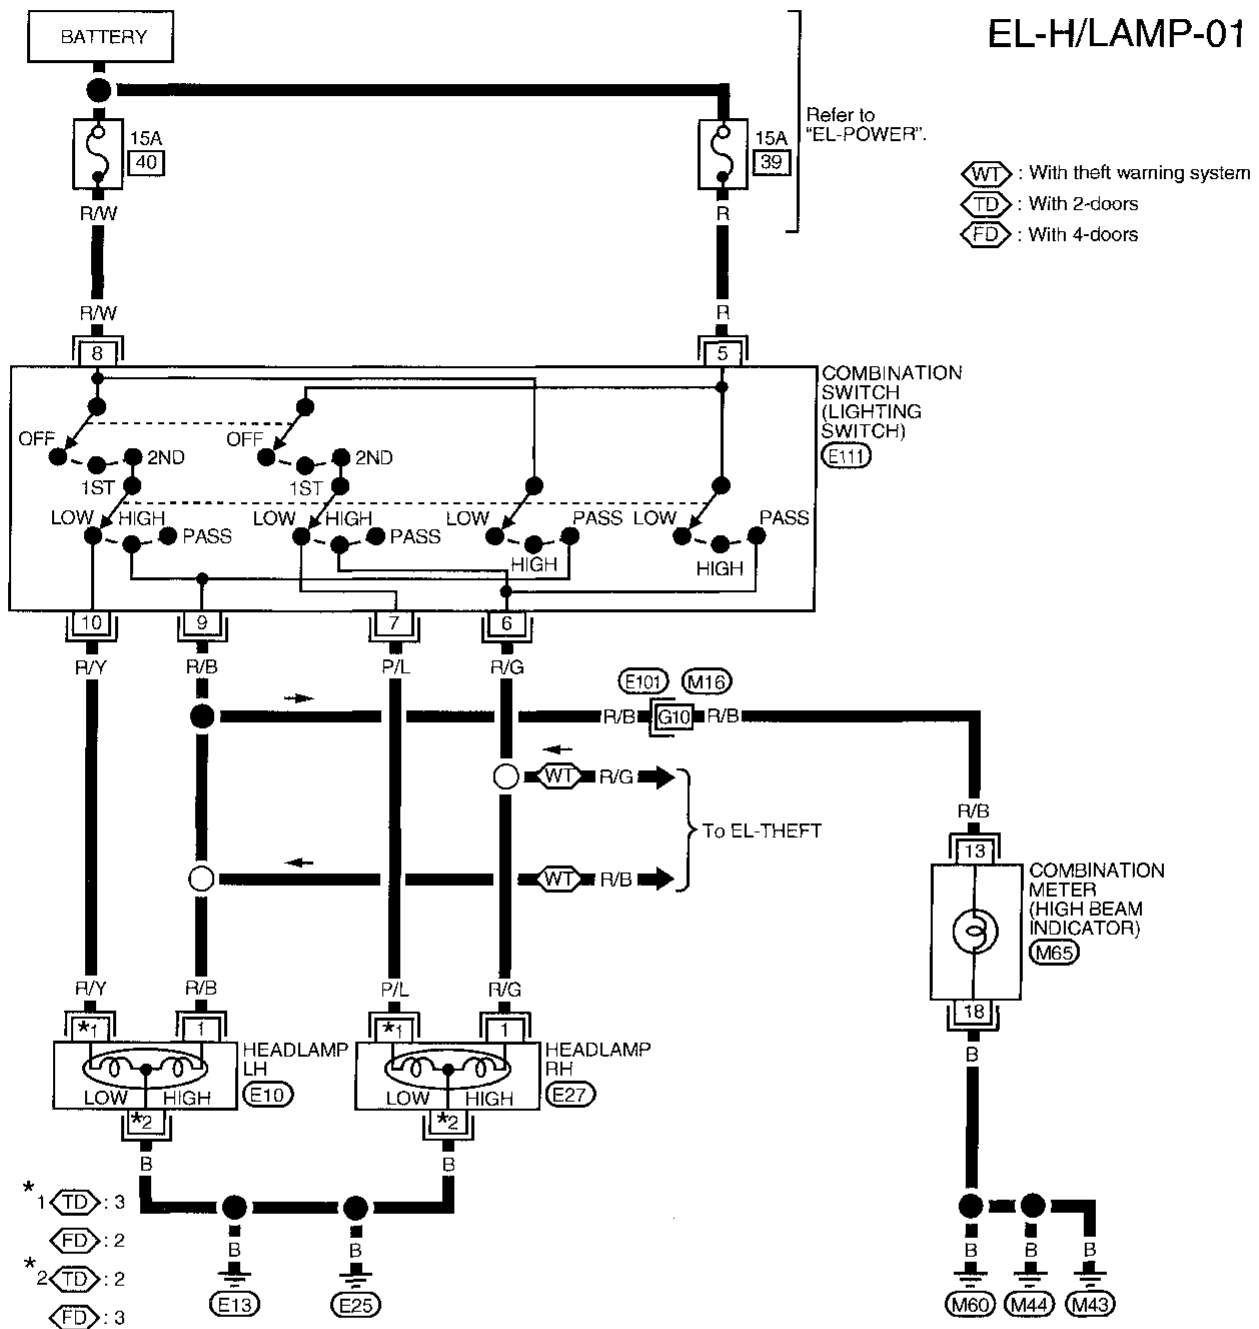 EL-H/LAMP-01
BATTERY
15A
40
15A
39
Refer to
"EL-POWER".
WT : With theft warning system
TD : With 2-doors
FD : With 4-doors
R/W
R
R/W
R
8
5
COMBINATION
SWITCH
(LIGHTING
SWITCH)
E111
OFF
1ST
2ND
OFF
1ST
2ND
LOW
HIGH
PASS
LOW
HIGH
PASS
LOW
HIGH
PASS
LOW
HIGH
PASS
10
9
7
6
R/Y
R/B
P/L
R/G
E101
M16
R/B
G10
R/B
WT
R/G
To EL-THEFT
WT
R/B
R/B
13
COMBINATION
METER
(HIGH BEAM
INDICATOR)
M65
18
B
R/Y
R/B
P/L
R/G
*1
1
*1
1
HEADLAMP
LH
E10
LOW
HIGH
HEADLAMP
RH
E27
LOW
HIGH
*2
*2
B
B
*1 TD : 3
FD : 2
*2 TD : 2
FD : 3
B
B
B
B
B
E13
E25
M60
M44
M43